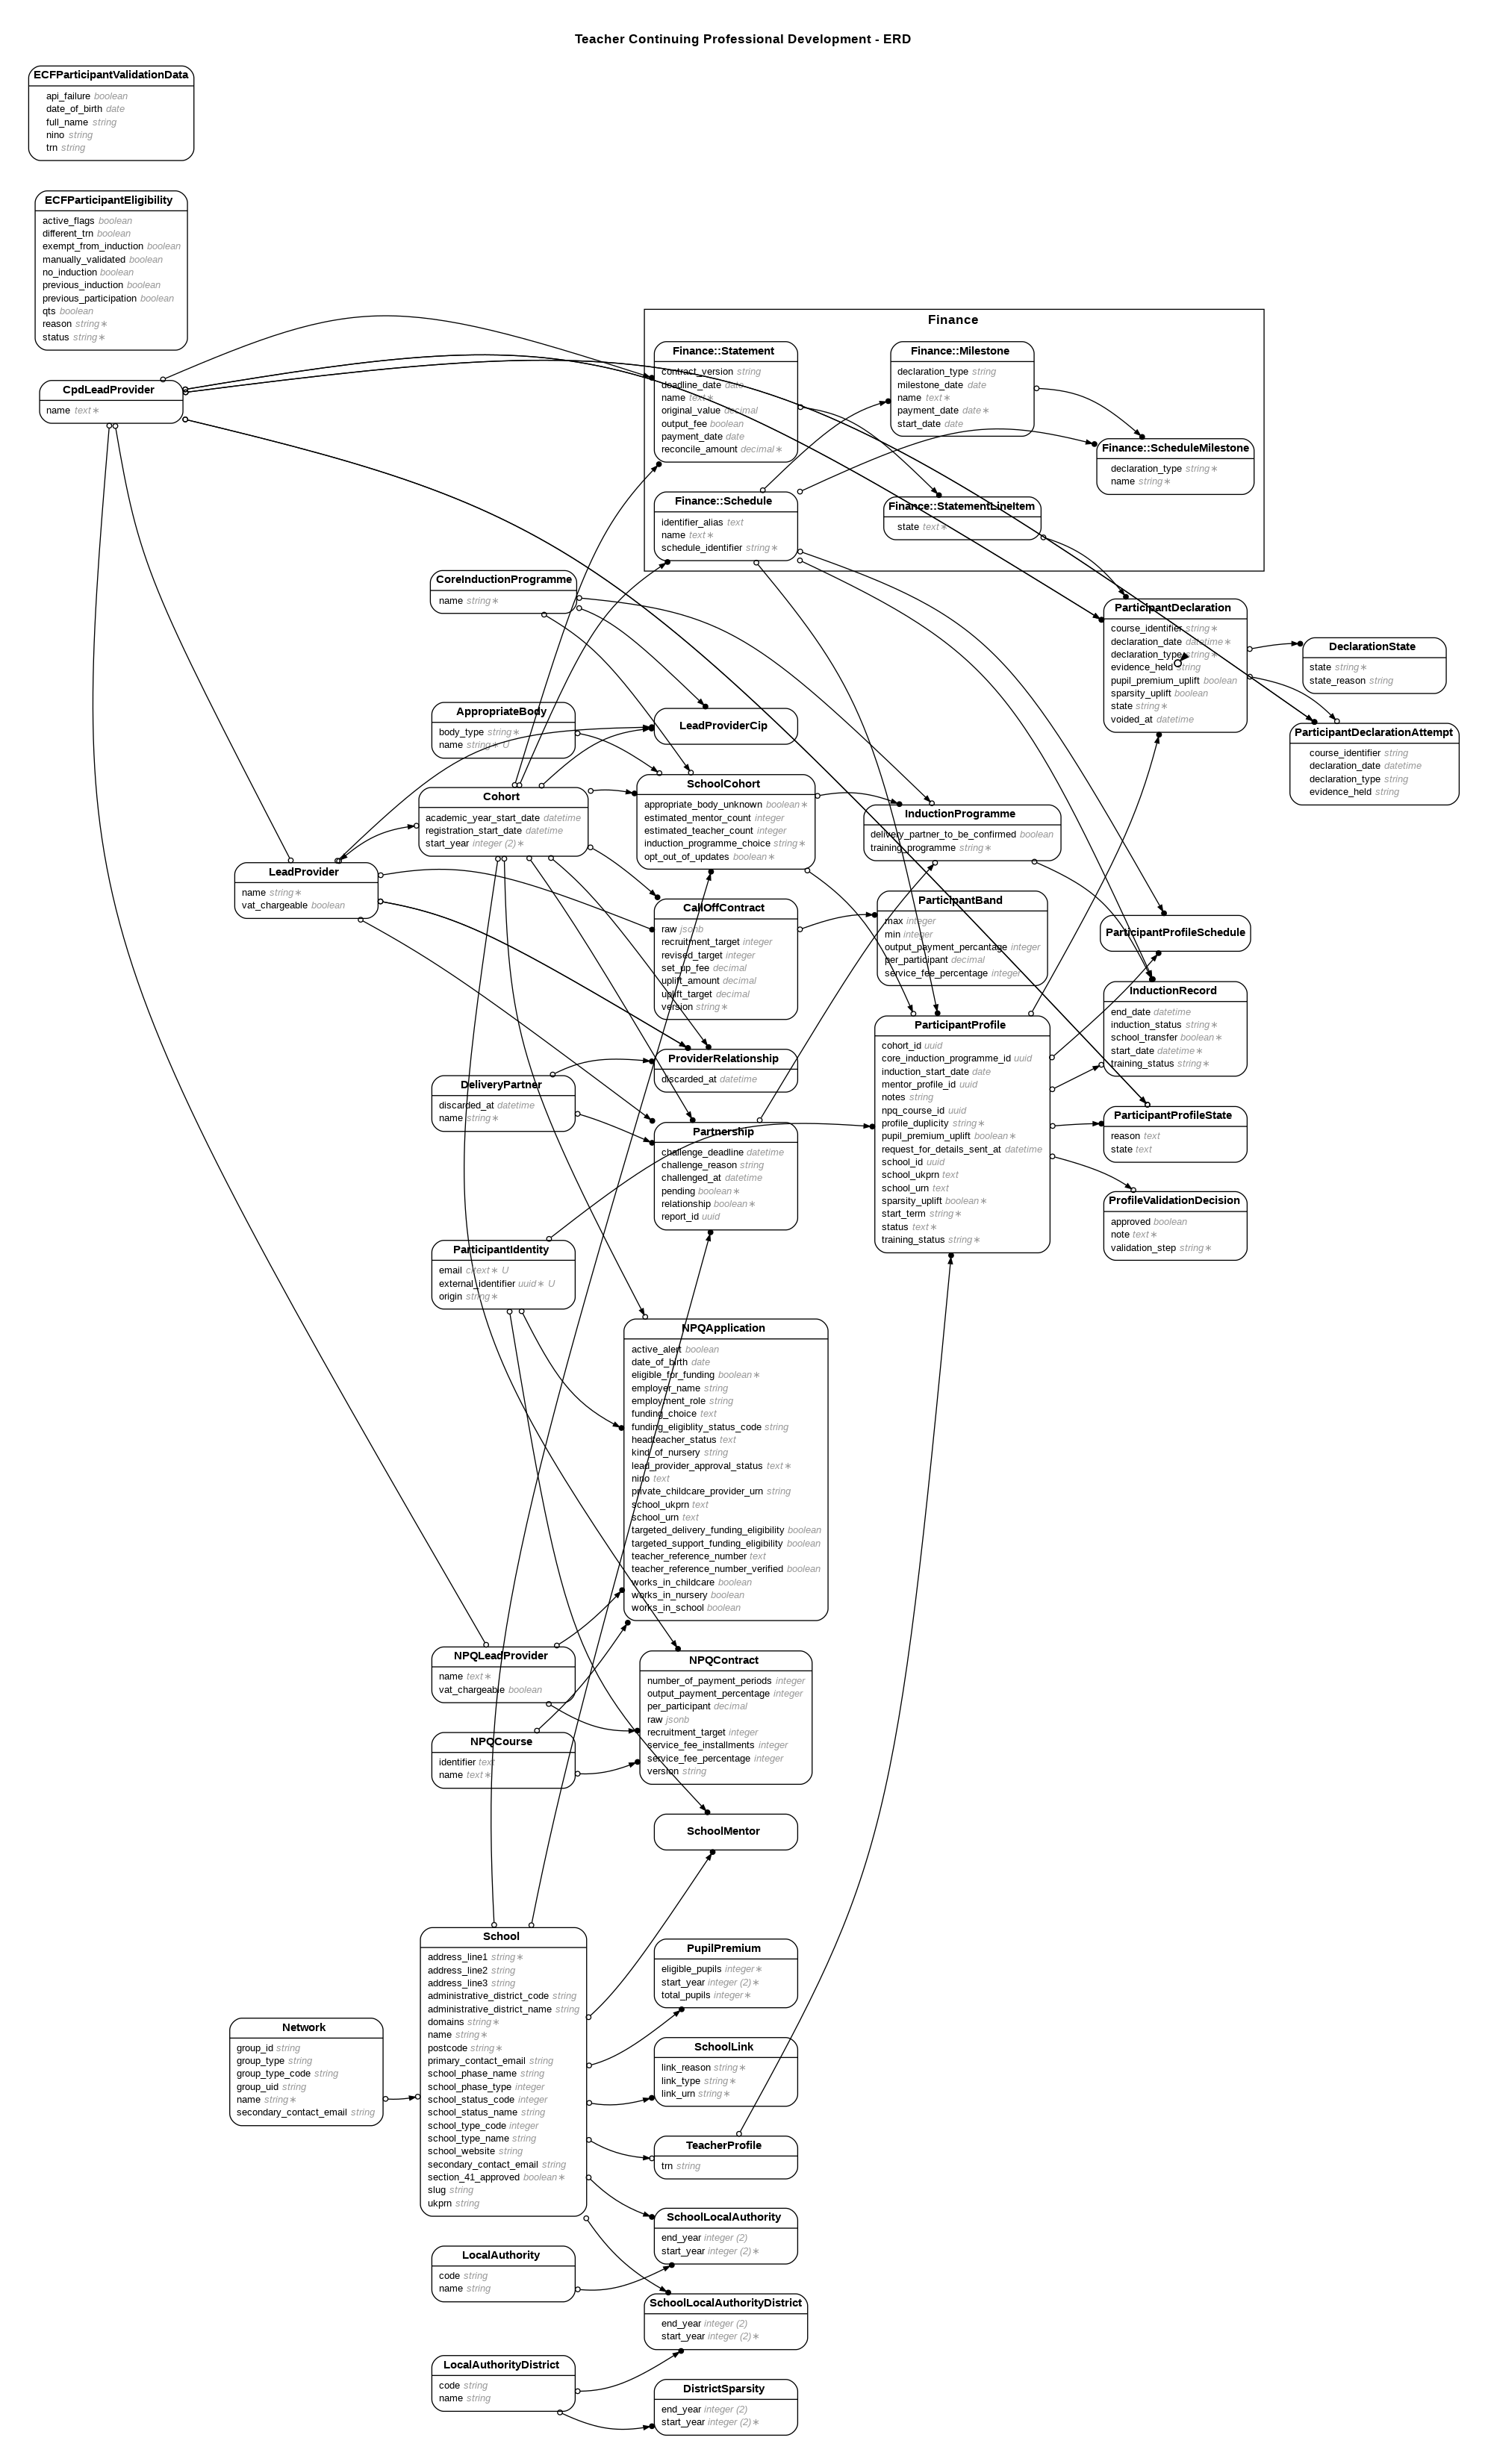 Teacher Continuing Professional Development - ERD
ECFParticipantValidationData
api_failure boolean
date_of_birth date
full_name string
nino string
trn string
ECFParticipantEligibility
active_flags boolean
different_trn boolean
exempt_from_induction boolean
manually_validated boolean
no_induction boolean
previous_induction boolean
previous_participation boolean
qts boolean
reason string∗
status string∗
CpdLeadProvider
name text∗
Finance
Finance::Statement
contract_version string
deadline_date date
name text∗
original_value decimal
output_fee boolean
payment_date date
reconcile_amount decimal∗
Finance::Milestone
declaration_type string
milestone_date date
name text∗
payment_date date∗
start_date date
Finance::ScheduleMilestone
declaration_type string∗
name string∗
Finance::Schedule
identifier_alias text
name text∗
schedule_identifier string∗
Finance::StatementLineItem
state text∗
CoreInductionProgramme
name string∗
ParticipantDeclaration
course_identifier string∗
declaration_date datetime∗
declaration_type string∗
evidence_held string
pupil_premium_uplift boolean
sparsity_uplift boolean
state string∗
voided_at datetime
DeclarationState
state string∗
state_reason string
ParticipantDeclarationAttempt
course_identifier string
declaration_date datetime
declaration_type string
evidence_held string
AppropriateBody
body_type string∗
name string∗ U
LeadProviderCip
Cohort
academic_year_start_date datetime
registration_start_date datetime
start_year integer (2)∗
SchoolCohort
appropriate_body_unknown boolean∗
estimated_mentor_count integer
estimated_teacher_count integer
induction_programme_choice string∗
opt_out_of_updates boolean∗
InductionProgramme
delivery_partner_to_be_confirmed boolean
training_programme string∗
LeadProvider
name string∗
vat_chargeable boolean
CallOffContract
raw jsonb
recruitment_target integer
revised_target integer
set_up_fee decimal
uplift_amount decimal
uplift_target decimal
version string∗
ParticipantBand
max integer
min integer
output_payment_percantage integer
per_participant decimal
service_fee_percentage integer
ParticipantProfileSchedule
InductionRecord
end_date datetime
induction_status string∗
school_transfer boolean∗
start_date datetime∗
training_status string∗
ParticipantProfile
cohort_id uuid
core_induction_programme_id uuid
induction_start_date date
mentor_profile_id uuid
notes string
npq_course_id uuid
profile_duplicity string∗
pupil_premium_uplift boolean∗
request_for_details_sent_at datetime
school_id uuid
school_ukprn text
school_urn text
sparsity_uplift boolean∗
start_term string∗
status text∗
training_status string∗
ProviderRelationship
discarded_at datetime
DeliveryPartner
discarded_at datetime
name string∗
Partnership
challenge_deadline datetime
challenge_reason string
challenged_at datetime
pending boolean∗
relationship boolean∗
report_id uuid
ParticipantProfileState
reason text
state text
ProfileValidationDecision
approved boolean
note text∗
validation_step string∗
ParticipantIdentity
email citext∗ U
external_identifier uuid∗ U
origin string∗
NPQApplication
active_alert boolean
date_of_birth date
eligible_for_funding boolean∗
employer_name string
employment_role string
funding_choice text
funding_eligiblity_status_code string
headteacher_status text
kind_of_nursery string
lead_provider_approval_status text∗
nino text
private_childcare_provider_urn string
school_ukprn text
school_urn text
targeted_delivery_funding_eligibility boolean
targeted_support_funding_eligibility boolean
teacher_reference_number text
teacher_reference_number_verified boolean
works_in_childcare boolean
works_in_nursery boolean
works_in_school boolean
NPQLeadProvider
name text∗
vat_chargeable boolean
NPQContract
number_of_payment_periods integer
output_payment_percentage integer
per_participant decimal
raw jsonb
recruitment_target integer
service_fee_installments integer
service_fee_percentage integer
version string
NPQCourse
identifier text
name text∗
SchoolMentor
School
address_line1 string∗
address_line2 string
address_line3 string
administrative_district_code string
administrative_district_name string
domains string∗
name string∗
postcode string∗
primary_contact_email string
school_phase_name string
school_phase_type integer
school_status_code integer
school_status_name string
school_type_code integer
school_type_name string
school_website string
secondary_contact_email string
section_41_approved boolean∗
slug string
ukprn string
Network
group_id string
group_type string
group_type_code string
group_uid string
name string∗
secondary_contact_email string
PupilPremium
eligible_pupils integer∗
start_year integer (2)∗
total_pupils integer∗
SchoolLink
link_reason string∗
link_type string∗
link_urn string∗
TeacherProfile
trn string
SchoolLocalAuthority
end_year integer (2)
start_year integer (2)∗
LocalAuthority
code string
name string
SchoolLocalAuthorityDistrict
end_year integer (2)
start_year integer (2)∗
LocalAuthorityDistrict
code string
name string
DistrictSparsity
end_year integer (2)
start_year integer (2)∗